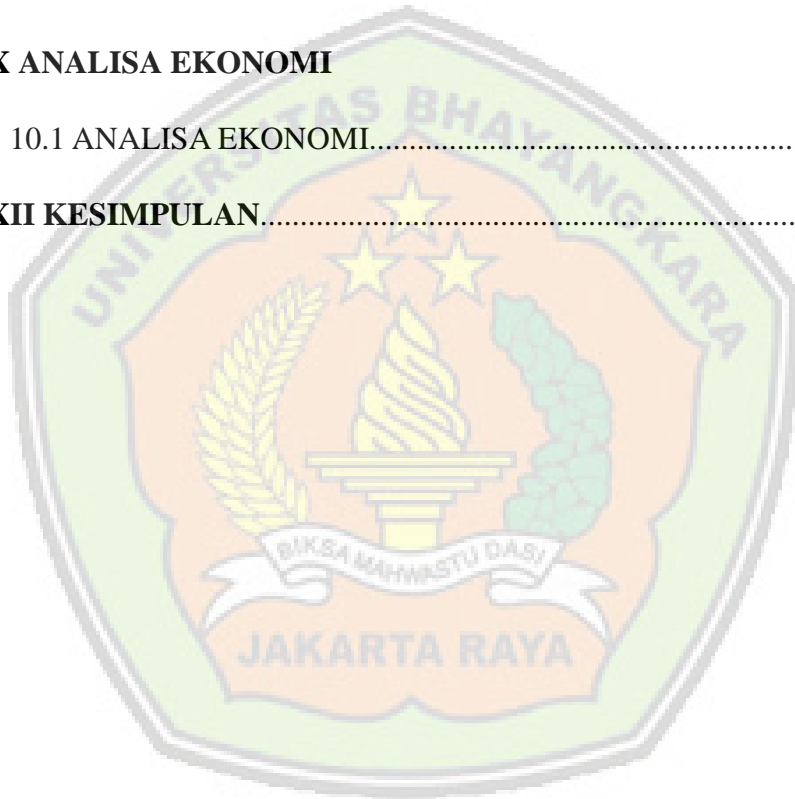 X ANALISA EKONOMI
10.1 ANALISA EKONOMI....................................................
XII KESIMPULAN...................................................................
UNIVERSITAS BHAYANGKARA
BIKSA MAHWASTU DASI
JAKARTA RAYA